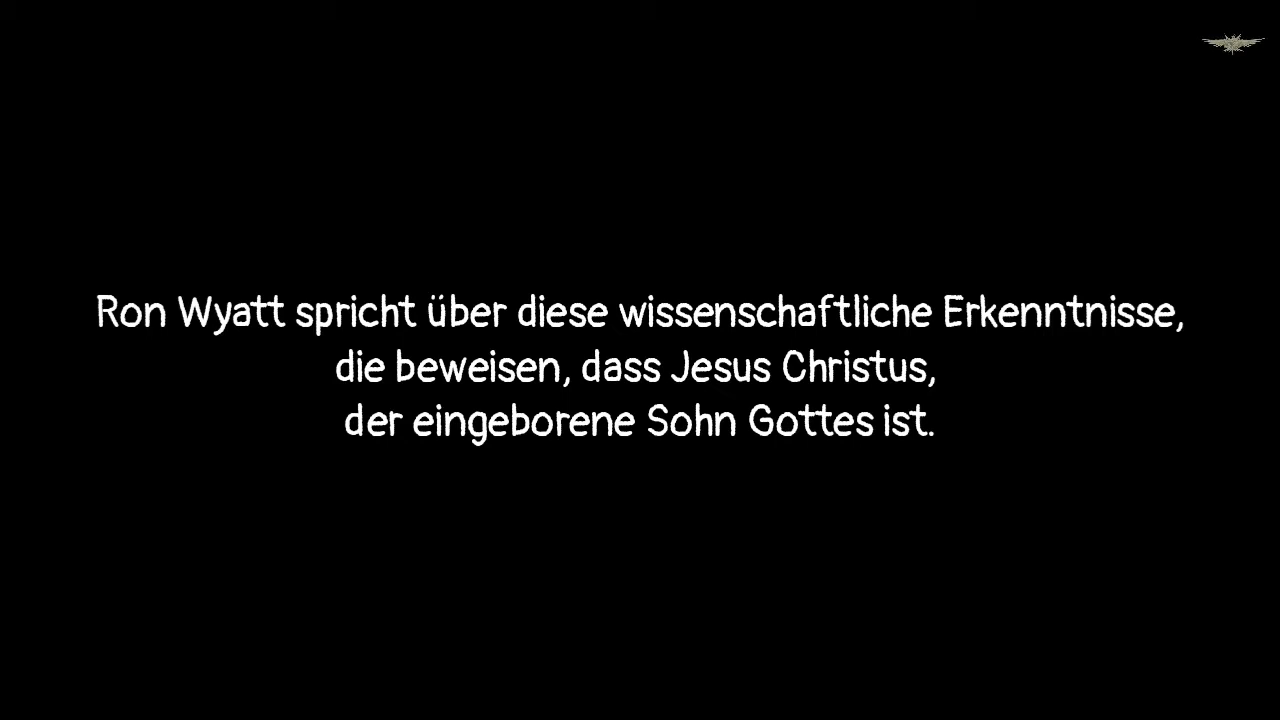 Ron Wyatt spricht über diese wissenschaftliche Erkenntnisse,
die beweisen, dass Jesus Christus,
der eingeborene Sohn Gottes ist.